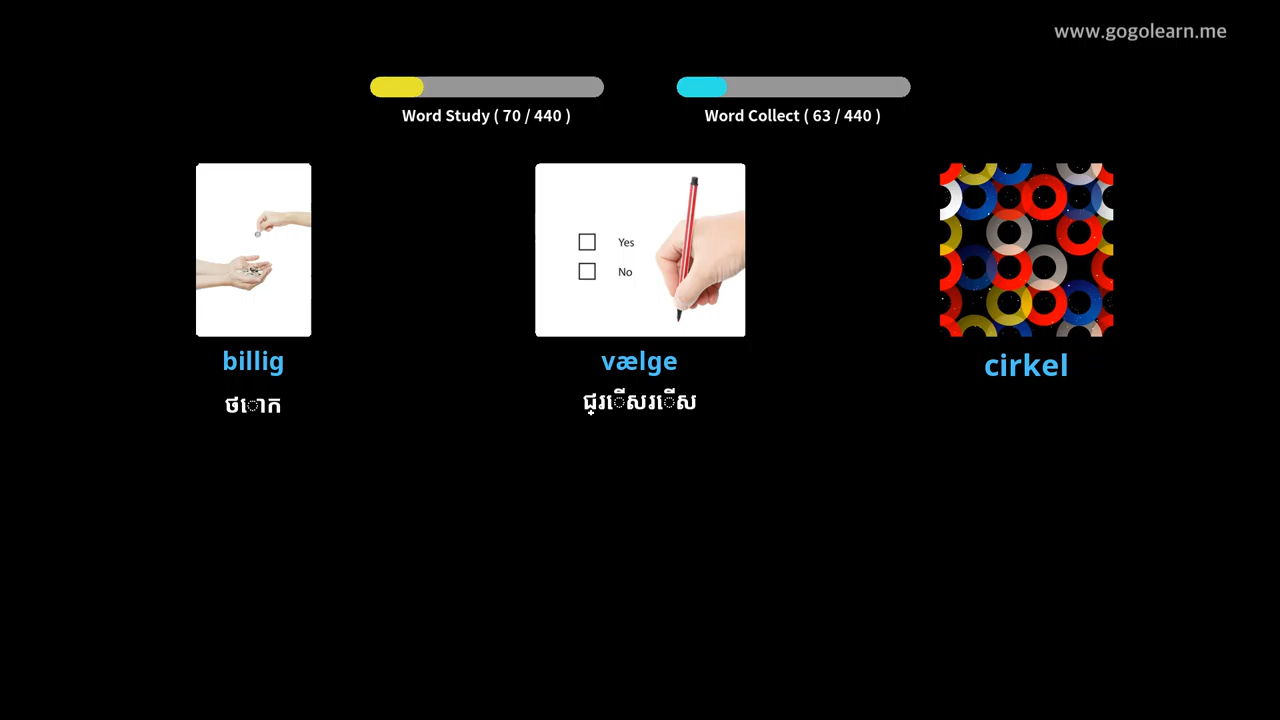 www.gogolearn.me
Word Study ( 70 / 440 )
Word Collect ( 63 / 440 )
Yes
No
billig
vælge
cirkel
ថោក
ជ្រើសរើស